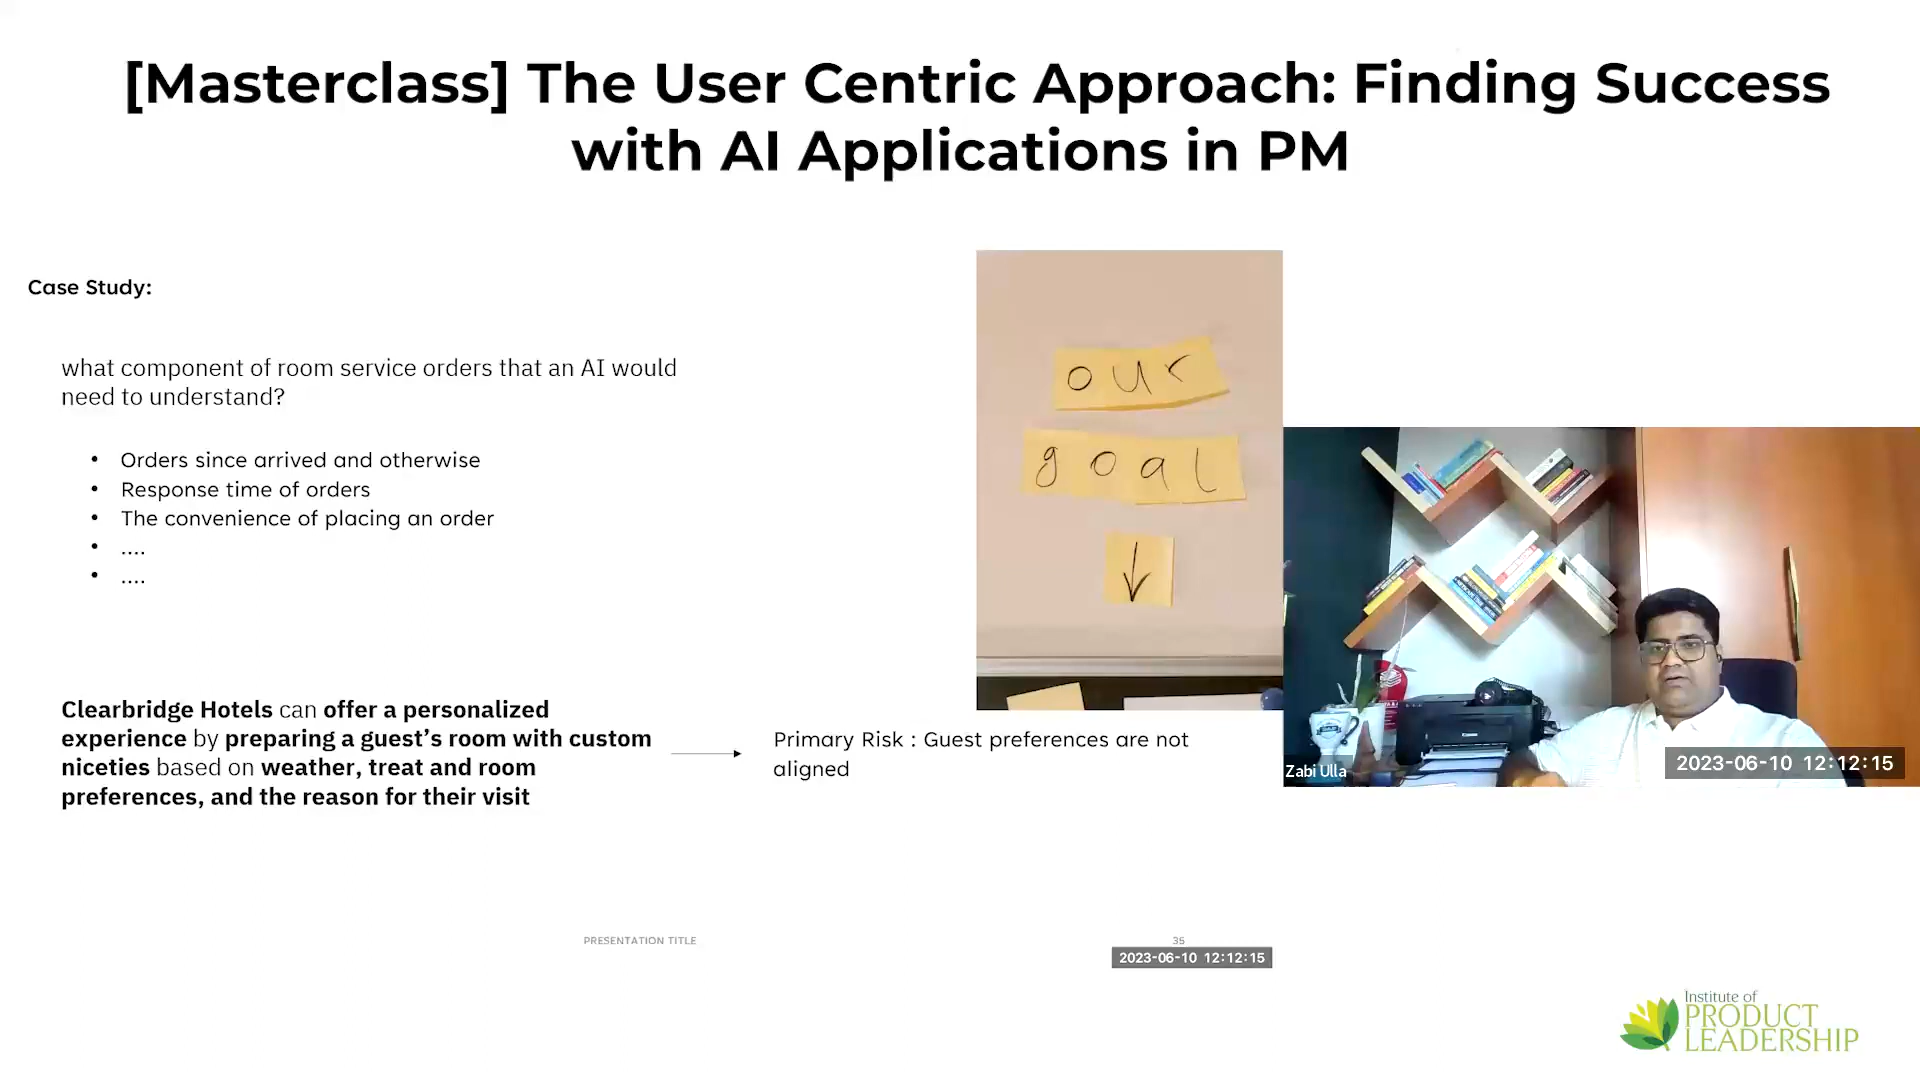 [Masterclass] The User Centric Approach: Finding Success
with AI Applications in PM
Case Study:
what component of room service orders that an AI would
need to understand?
• Orders since arrived and otherwise
• Response time of orders
• The convenience of placing an order
• ....
• ....
our
goal
↓
Clearbridge Hotels can offer a personalized
experience by preparing a guest's room with custom
niceties based on weather, treat and room
preferences, and the reason for their visit
Primary Risk : Guest preferences are not
aligned
Zabi Ulla
2023-06-10 12:12:15
PRESENTATION TITLE
35
2023-06-10 12:12:15
Institute of
PRODUCT
LEADERSHIP